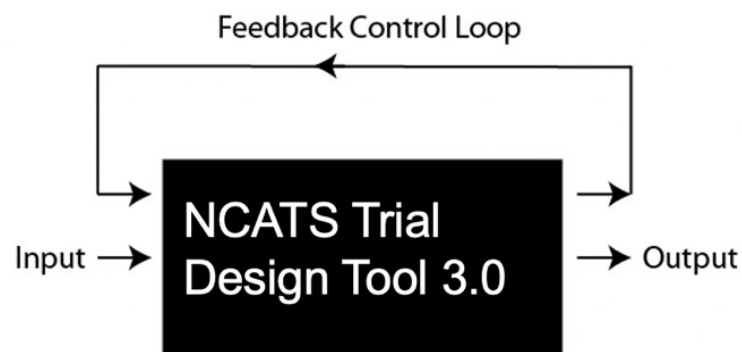 Feedback Control Loop
NCATS Trial
Input
Design Tool 3.0
Output